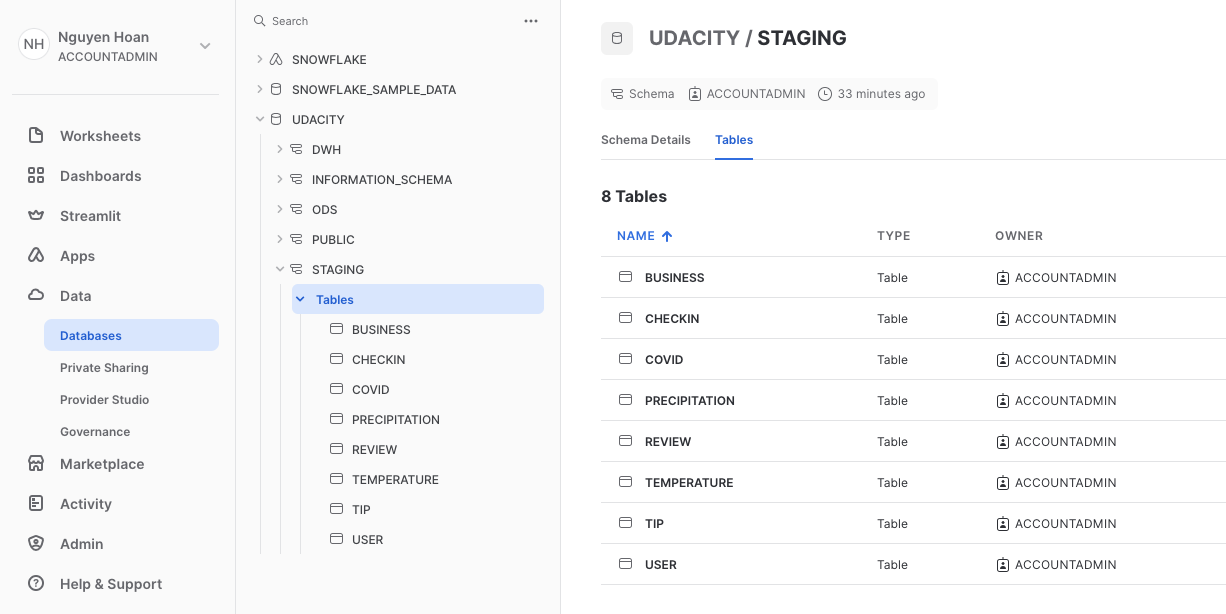 NH
Nguyen Hoan
ACCOUNTADMIN
Worksheets
Dashboards
Streamlit
Apps
Data
Databases
Private Sharing
Provider Studio
Governance
Marketplace
Activity
Admin
Help & Support
Search
SNOWFLAKE
SNOWFLAKE_SAMPLE_DATA
UDACITY
DWH
INFORMATION_SCHEMA
ODS
PUBLIC
STAGING
Tables
BUSINESS
CHECKIN
COVID
PRECIPITATION
REVIEW
TEMPERATURE
TIP
USER
UDACITY / STAGING
Schema ACCOUNTADMIN 33 minutes ago
Schema Details Tables
8 Tables
NAME TYPE OWNER
BUSINESS Table ACCOUNTADMIN
CHECKIN Table ACCOUNTADMIN
COVID Table ACCOUNTADMIN
PRECIPITATION Table ACCOUNTADMIN
REVIEW Table ACCOUNTADMIN
TEMPERATURE Table ACCOUNTADMIN
TIP Table ACCOUNTADMIN
USER Table ACCOUNTADMIN